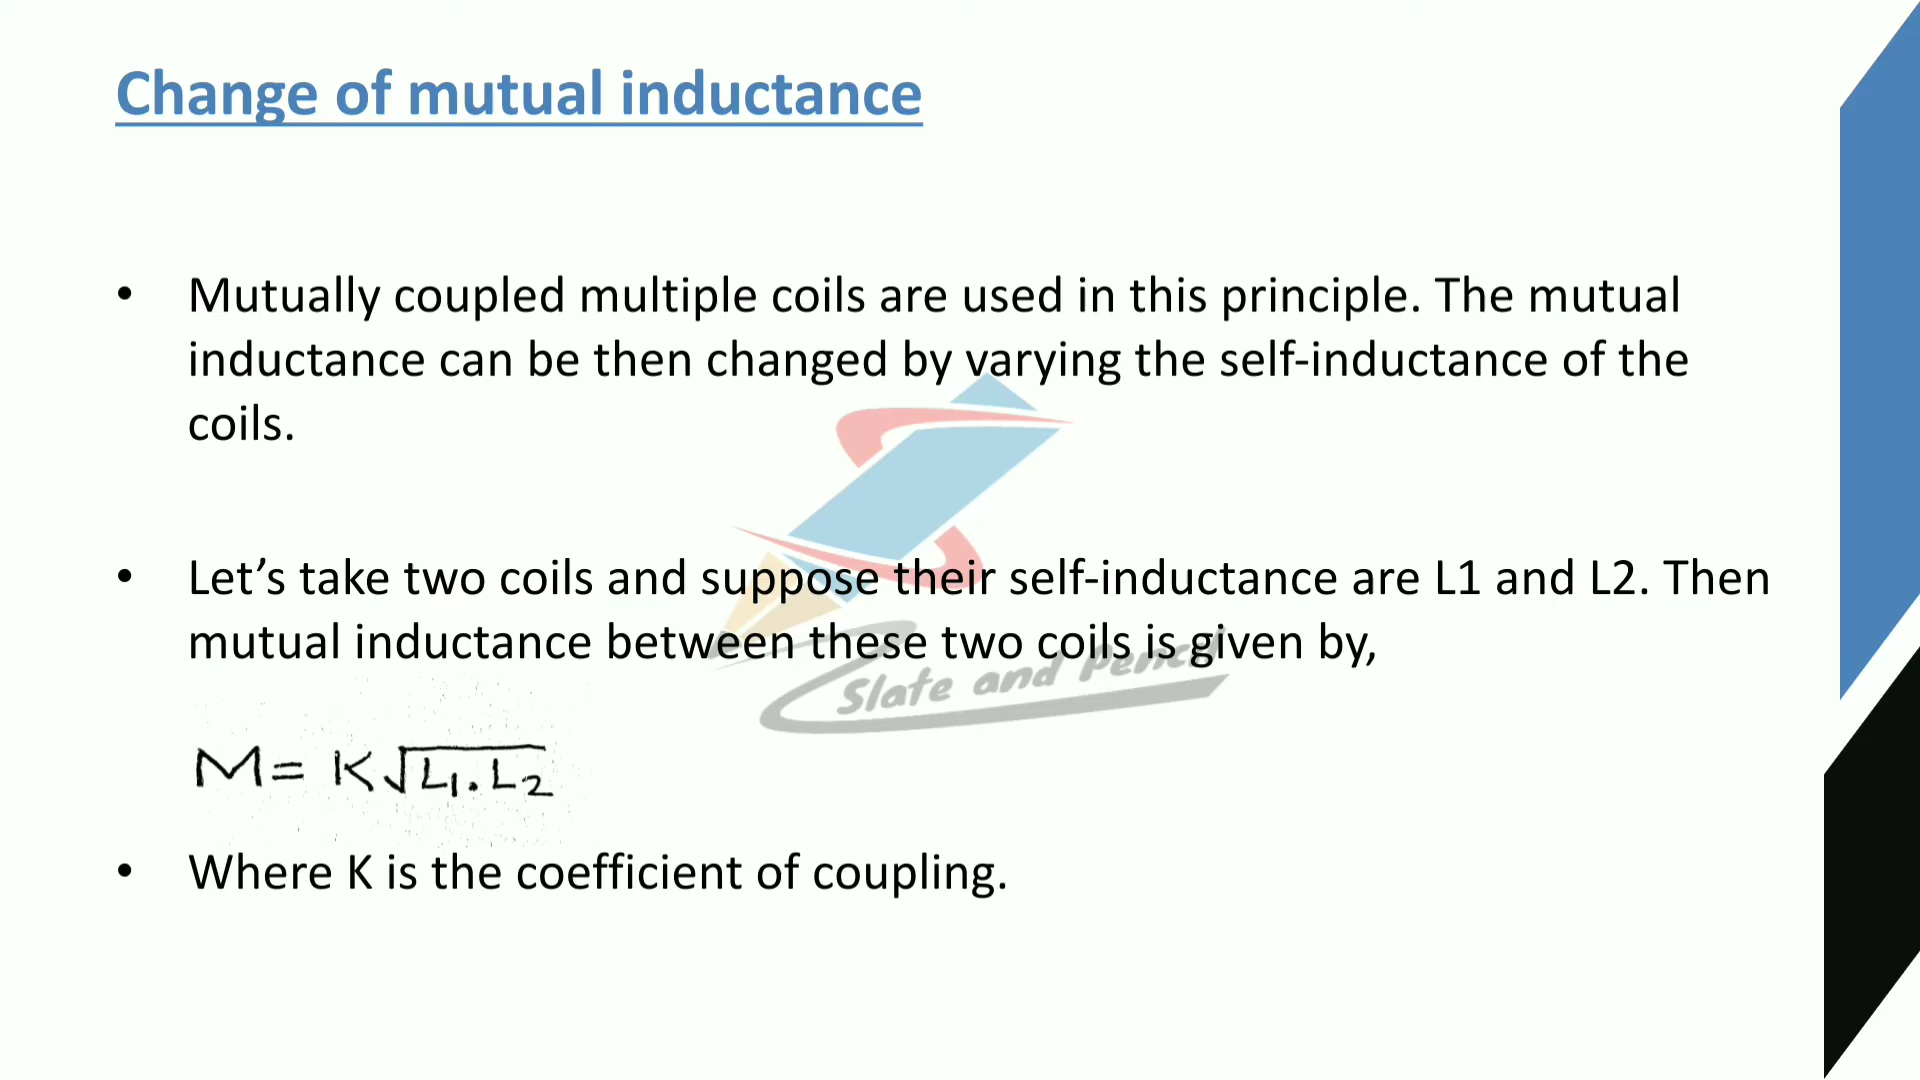 Change of mutual inductance
• Mutually coupled multiple coils are used in this principle. The mutual
inductance can be then changed by varying the self-inductance of the
coils.
• Let’s take two coils and suppose their self-inductance are L1 and L2. Then
mutual inductance between these two coils is given by,
Slate and Pencil
M = K√L₁.L₂
• Where K is the coefficient of coupling.